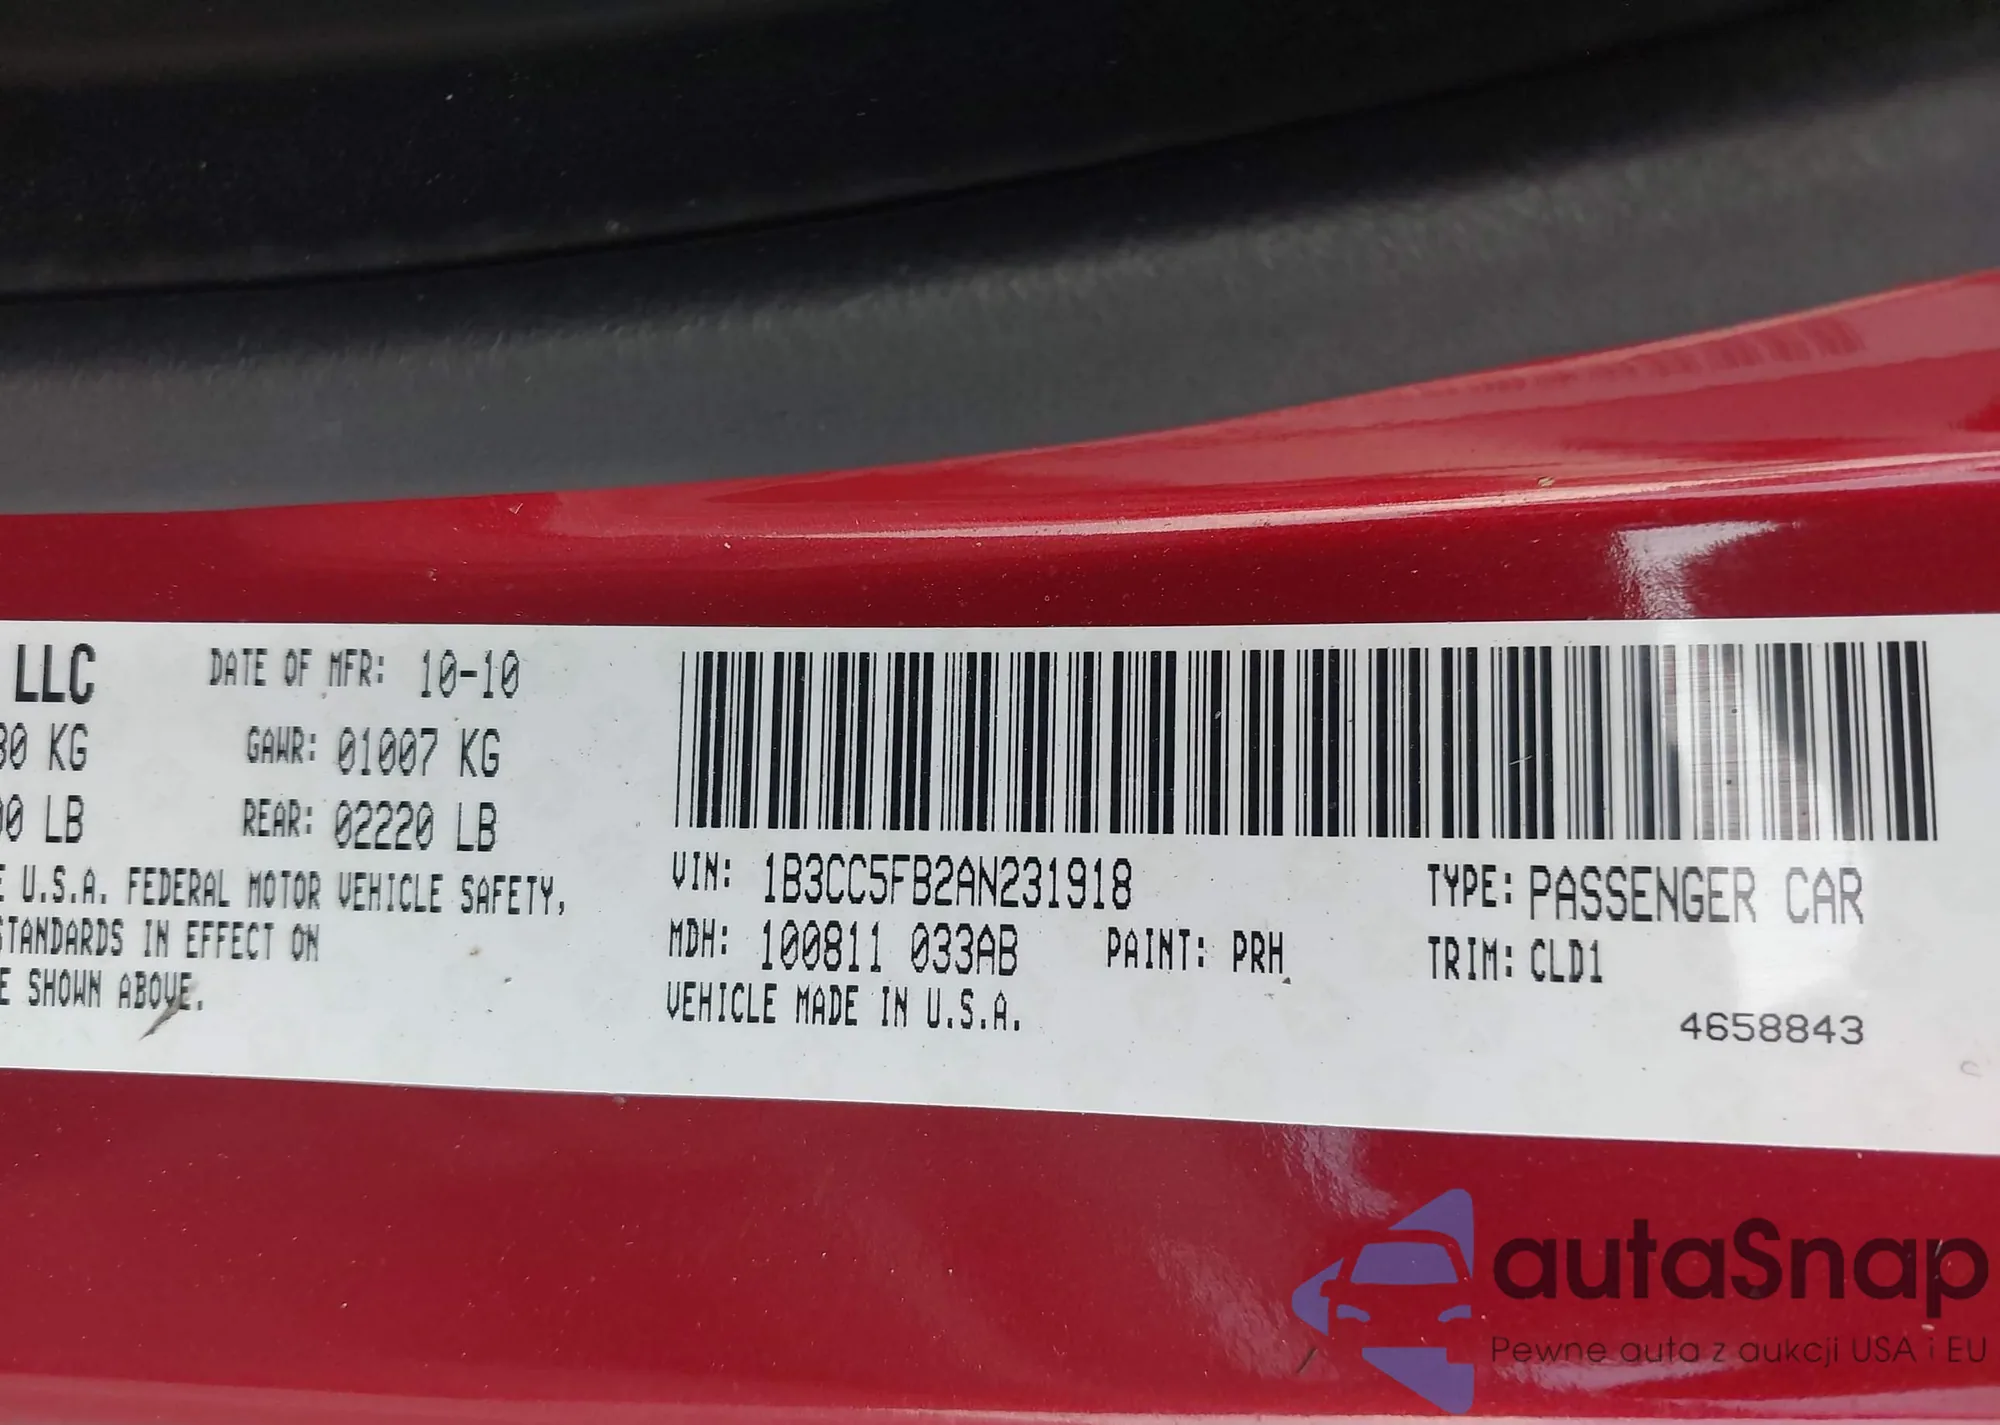 LLC DATE OF MFR: 10-10
KG GAWR: 01007 KG
LB REAR: 02220 LB
U.S.A. FEDERAL MOTOR VEHICLE SAFETY,
STANDARDS IN EFFECT ON
SHOWN ABOVE.
VIN: 1B3CC5FB2AN231918 TYPE: PASSENGER CAR
MDH: 100811 033AB PAINT: PRH TRIM: CLD1
VEHICLE MADE IN U.S.A.
4658843
autaSnap
Pewne auta z aukcji USA i EU